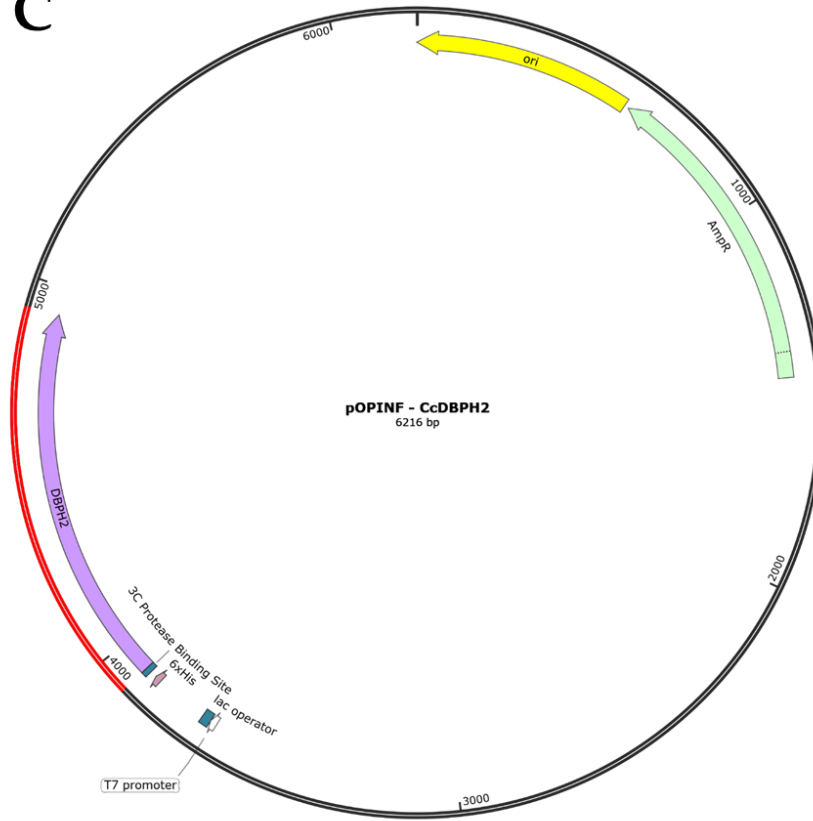 C
6000
ori
1000
AmpR
5000
pOPINF - CcDBPH2
6216 bp
DBPH2
2000
3C Protease Binding Site
4000
6xHis
lac operator
T7 promoter
3000